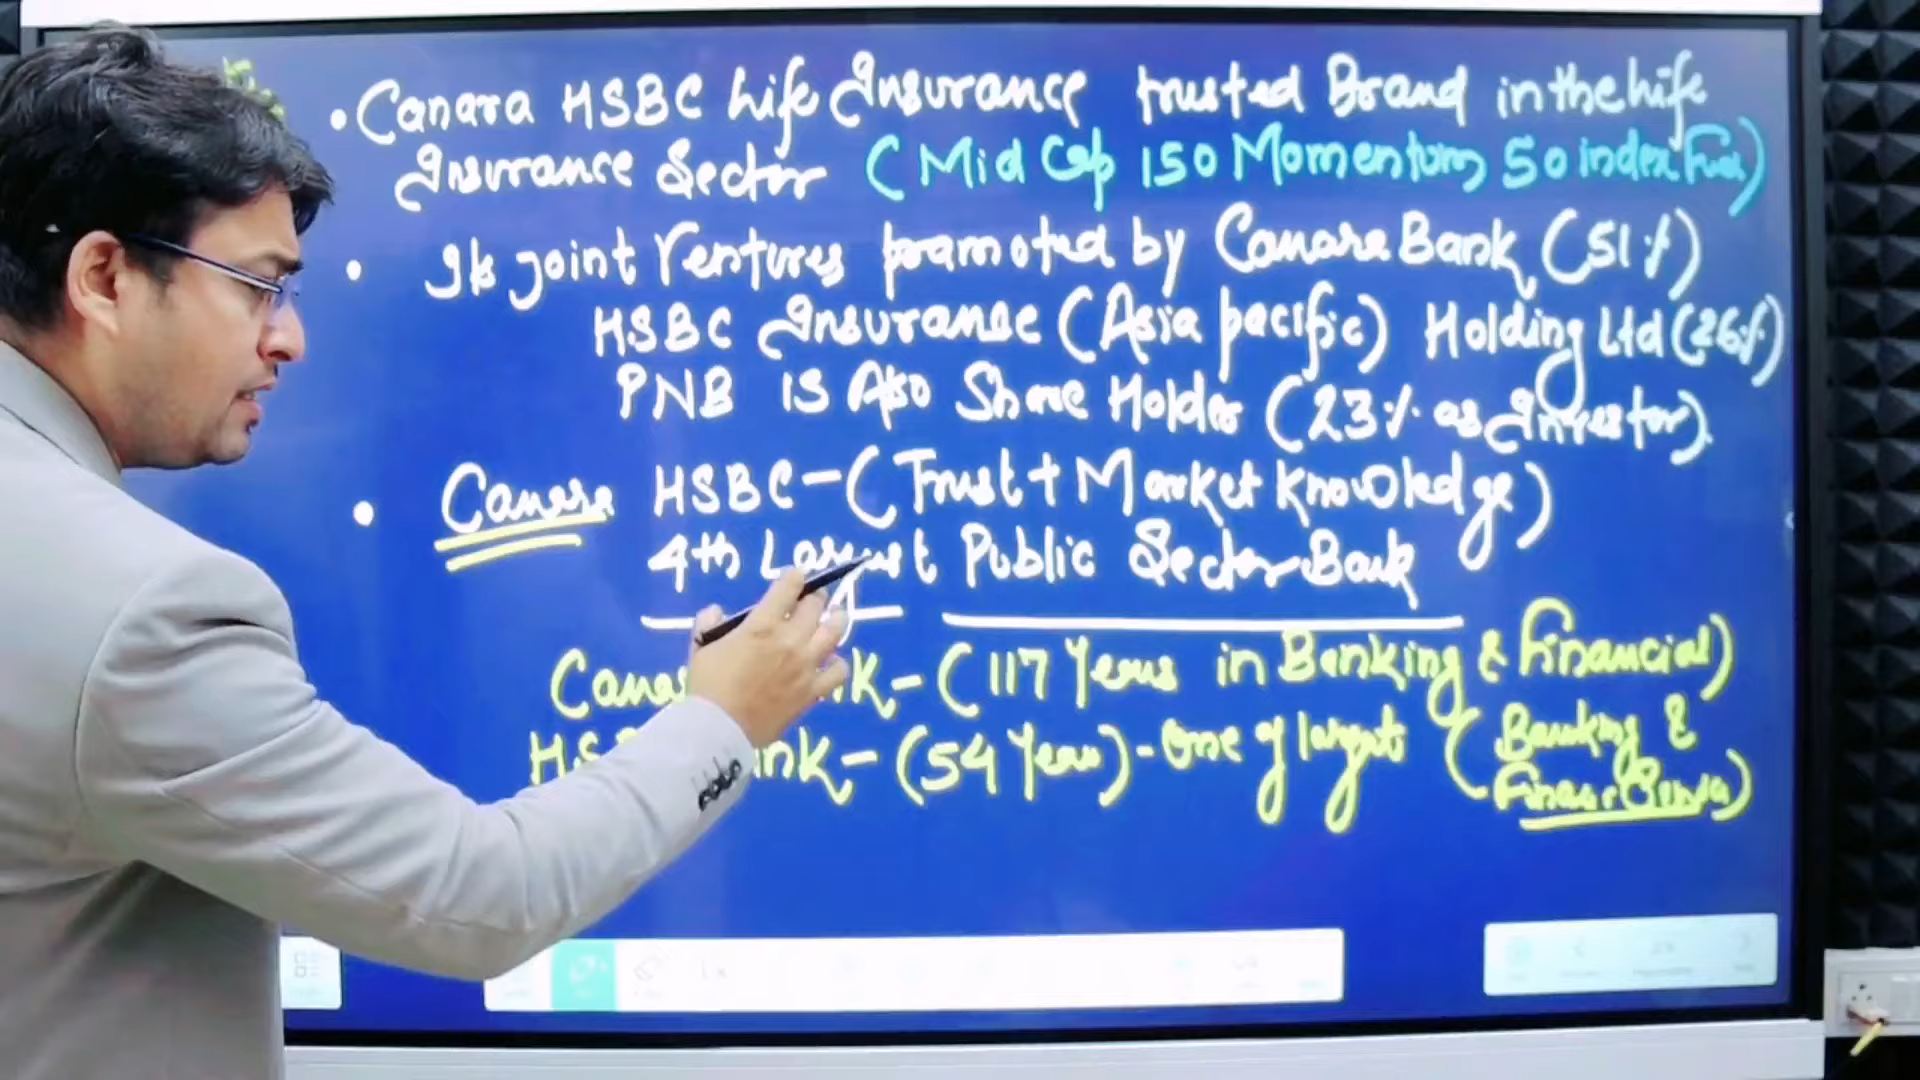 • Canara HSBC Life Insurance trusted Brand in the Life
Insurance Sector (Mid Cap 150 Momentum 50 index Fund)
• Its joint Ventures pramoted by Canara Bank (51%)
HSBC Insurance (Asia pacific) Holding Ltd (26%)
PNB is Also Share Holder (23% as Investor).
• Canara HSBC - (Trust + Market Knowledge)
4th Largest Public Sector Bank
- (117 Years in Banking & Financial)
- (54 Years) - One of largest (Banking &